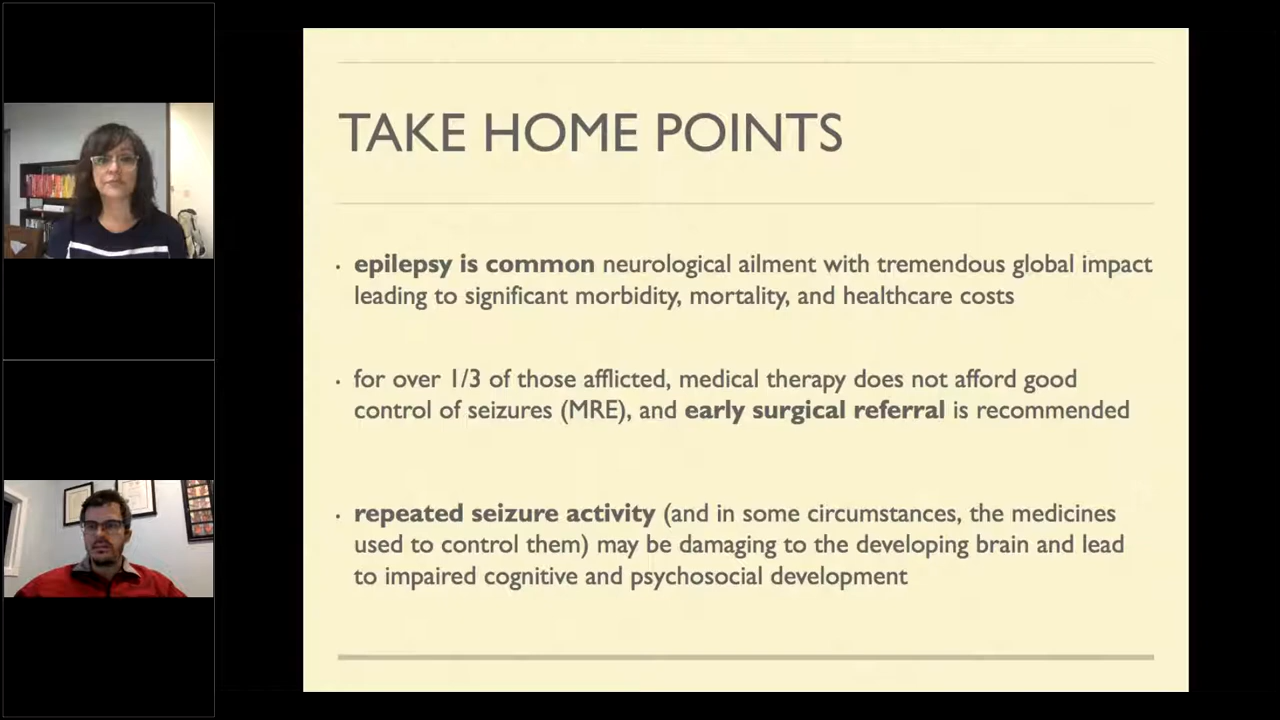 TAKE HOME POINTS
· epilepsy is common neurological ailment with tremendous global impact
leading to significant morbidity, mortality, and healthcare costs
· for over 1/3 of those afflicted, medical therapy does not afford good
control of seizures (MRE), and early surgical referral is recommended
· repeated seizure activity (and in some circumstances, the medicines
used to control them) may be damaging to the developing brain and lead
to impaired cognitive and psychosocial development